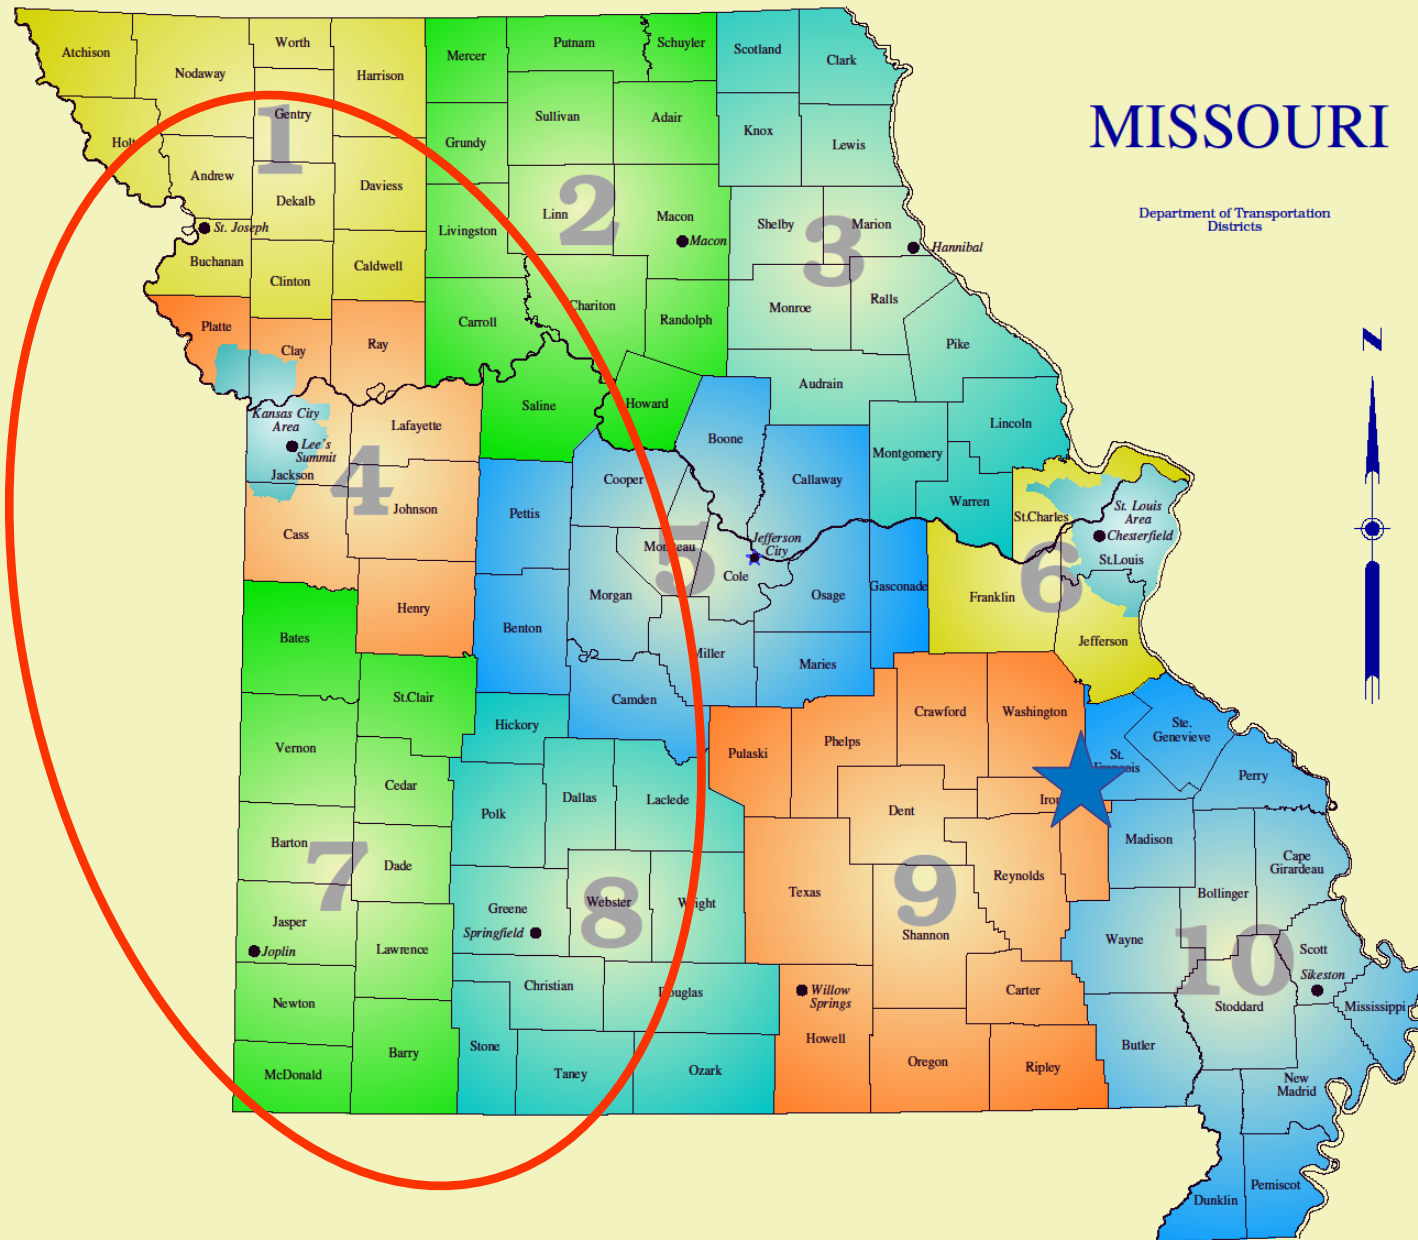 MISSOURI
Department of Transportation
Districts
N
Atchison
Nodaway
Worth
Harrison
Mercer
Putnam
Schuyler
Scotland
Clark
Holt
Gentry
1
Grundy
Sullivan
Adair
Knox
Lewis
Andrew
Dekalb
Daviess
Livingston
Linn
2
Macon
Macon
Shelby
Marion
3
Hannibal
St. Joseph
Buchanan
Clinton
Caldwell
Carroll
Chariton
Randolph
Monroe
Ralls
Pike
Platte
Clay
Ray
Saline
Howard
Audrain
Lincoln
Kansas City
Area
Lee's
Summit
Jackson
Lafayette
4
Johnson
Cass
Henry
Boone
Callaway
Montgomery
Warren
Cooper
Pettis
Moniteau
5
Jefferson
City
Cole
Morgan
Benton
Osage
Gasconade
Miller
Maries
Camden
St.Charles
St. Louis
Area
Chesterfield
St.Louis
6
Franklin
Jefferson
Bates
St.Clair
Vernon
Cedar
Barton
7
Dade
Jasper
Joplin
Lawrence
Newton
McDonald
Barry
Hickory
Polk
Dallas
Laclede
Greene
Springfield
Webster
8
Wright
Christian
Douglas
Stone
Taney
Ozark
Pulaski
Phelps
Crawford
Washington
Dent
Iron
Texas
9
Reynolds
Shannon
Willow
Springs
Howell
Carter
Oregon
Ripley
St.
Francois
Ste.
Genevieve
Perry
Madison
Cape
Girardeau
Bollinger
Wayne
10
Scott
Sikeston
Stoddard
Mississippi
Butler
New
Madrid
Dunklin
Pemiscot